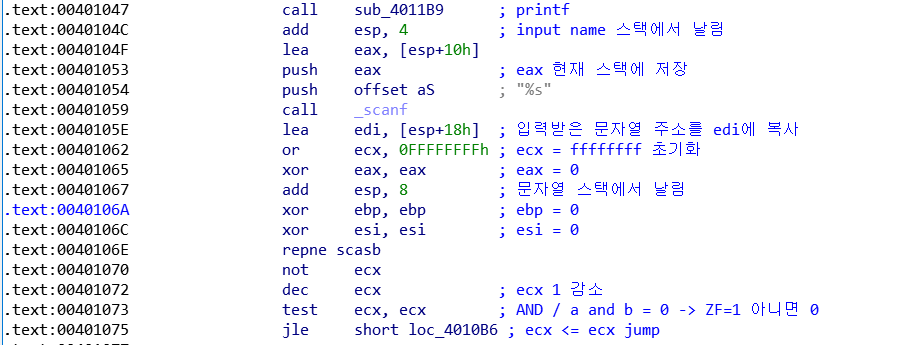 .text:00401047 call sub_4011B9 ; printf
.text:0040104C add esp, 4 ; input name 스택에서 날림
.text:0040104F lea eax, [esp+10h]
.text:00401053 push eax ; eax 현재 스택에 저장
.text:00401054 push offset aS ; "%s"
.text:00401059 call _scanf
.text:0040105E lea edi, [esp+18h] ; 입력받은 문자열 주소를 edi에 복사
.text:00401062 or ecx, 0FFFFFFFFh ; ecx = ffffffff 초기화
.text:00401065 xor eax, eax ; eax = 0
.text:00401067 add esp, 8 ; 문자열 스택에서 날림
.text:0040106A xor ebp, ebp ; ebp = 0
.text:0040106C xor esi, esi ; esi = 0
.text:0040106E repne scasb
.text:00401070 not ecx
.text:00401072 dec ecx ; ecx 1 감소
.text:00401073 test ecx, ecx ; AND / a and b = 0 -> ZF=1 아니면 0
.text:00401075 jle short loc_4010B6 ; ecx <= ecx jump